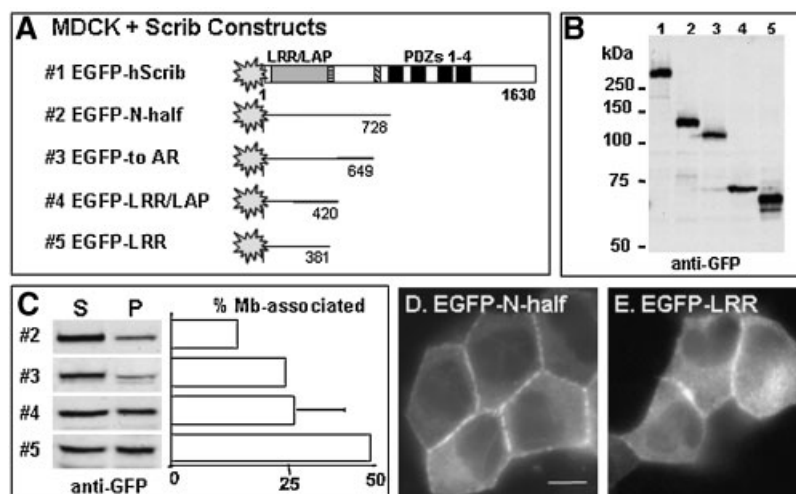 A MDCK + Scrib Constructs
#1 EGFP-hScrib
LRR/LAP
PDZs 1-4
1
1630
#2 EGFP-N-half
728
#3 EGFP-to AR
649
#4 EGFP-LRR/LAP
420
#5 EGFP-LRR
381
B
1 2 3 4 5
kDa
250
150
100
75
50
anti-GFP
C S P % Mb-associated
#2
#3
#4
#5
anti-GFP
0 25 50
D. EGFP-N-half
E. EGFP-LRR